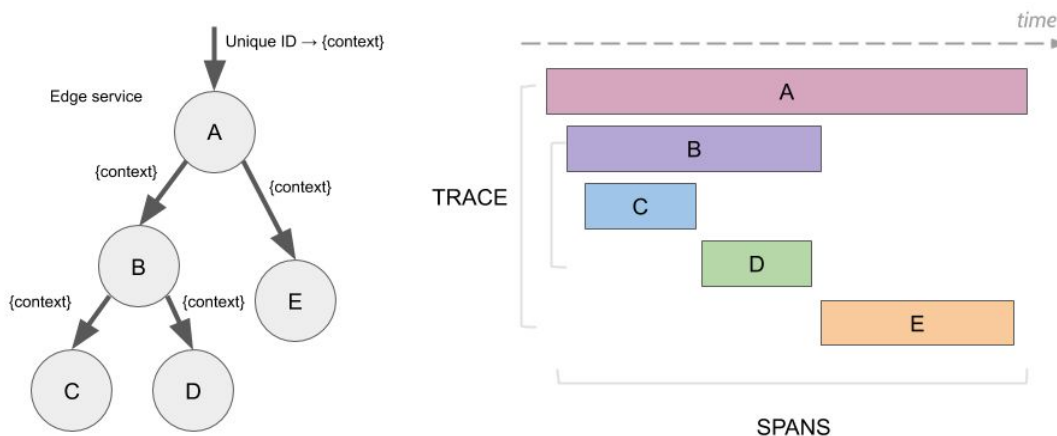 Unique ID → {context}
Edge service
A
{context}
{context}
B
E
{context}
{context}
C
D
time
A
B
TRACE
C
D
E
SPANS